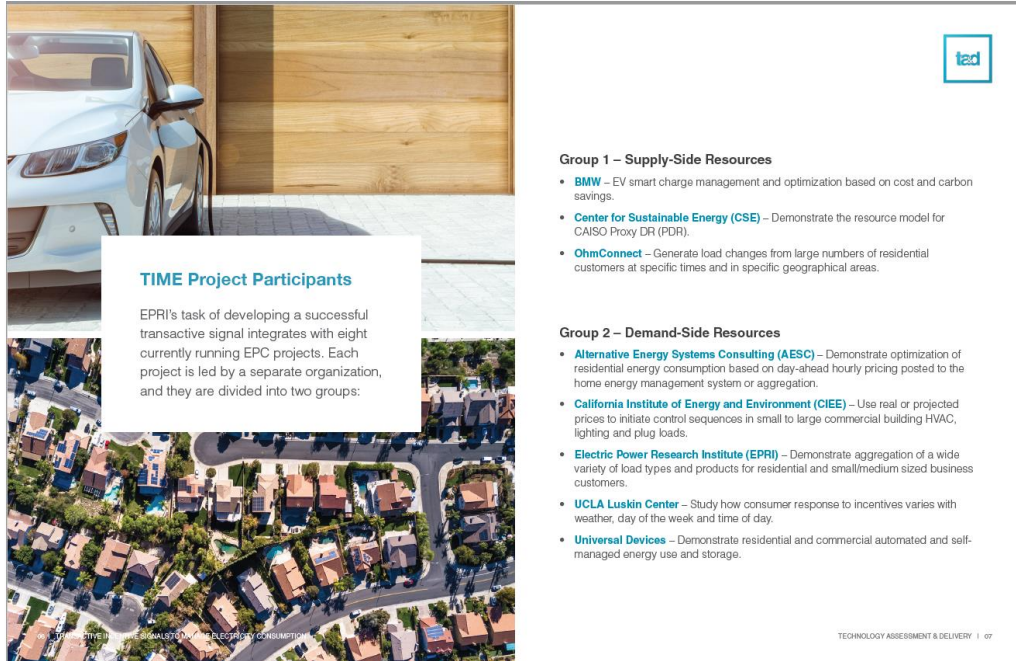 TIME Project Participants
EPRI's task of developing a successful
transactive signal integrates with eight
currently running EPC projects. Each
project is led by a separate organization,
and they are divided into two groups:
06 | TRANSACTIVE INCENTIVE SIGNALS TO MANAGE ELECTRICITY CONSUMPTION
ta&d
Group 1 – Supply-Side Resources
• BMW – EV smart charge management and optimization based on cost and carbon
savings.
• Center for Sustainable Energy (CSE) – Demonstrate the resource model for
CAISO Proxy DR (PDR).
• OhmConnect – Generate load changes from large numbers of residential
customers at specific times and in specific geographical areas.
Group 2 – Demand-Side Resources
• Alternative Energy Systems Consulting (AESC) – Demonstrate optimization of
residential energy consumption based on day-ahead hourly pricing posted to the
home energy management system or aggregation.
• California Institute of Energy and Environment (CIEE) – Use real or projected
prices to initiate control sequences in small to large commercial building HVAC,
lighting and plug loads.
• Electric Power Research Institute (EPRI) – Demonstrate aggregation of a wide
variety of load types and products for residential and small/medium sized business
customers.
• UCLA Luskin Center – Study how consumer response to incentives varies with
weather, day of the week and time of day.
• Universal Devices – Demonstrate residential and commercial automated and self-
managed energy use and storage.
TECHNOLOGY ASSESSMENT & DELIVERY | 07